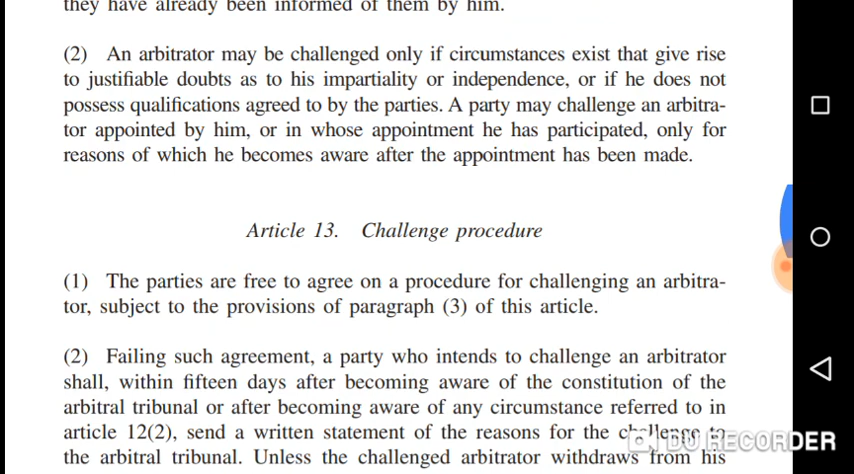 they have already been informed of them by him.
(2) An arbitrator may be challenged only if circumstances exist that give rise
to justifiable doubts as to his impartiality or independence, or if he does not
possess qualifications agreed to by the parties. A party may challenge an arbitra-
tor appointed by him, or in whose appointment he has participated, only for
reasons of which he becomes aware after the appointment has been made.
Article 13. Challenge procedure
(1) The parties are free to agree on a procedure for challenging an arbitra-
tor, subject to the provisions of paragraph (3) of this article.
(2) Failing such agreement, a party who intends to challenge an arbitrator
shall, within fifteen days after becoming aware of the constitution of the
arbitral tribunal or after becoming aware of any circumstance referred to in
article 12(2), send a written statement of the reasons for the challenge to
the arbitral tribunal. Unless the challenged arbitrator withdraws from his
DU RECORDER